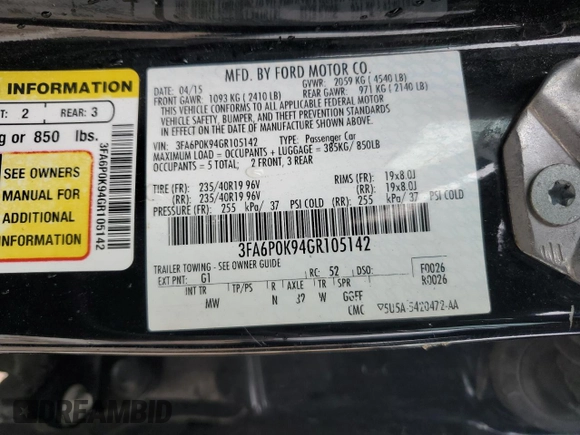 INFORMATION
T: 2 REAR: 3
g or 850 lbs.
SEE OWNERS
MANUAL FOR
ADDITIONAL
INFORMATION
3FA6P0K94GR105142
MFD. BY FORD MOTOR CO.
04/15 GVWR: 2059 KG (4540 LB)
FRONT GAWR: 1093 KG (2410 LB) REAR GAWR: 971 KG (2140 LB)
THIS VEHICLE CONFORMS TO ALL APPLICABLE FEDERAL MOTOR
VEHICLE SAFETY, BUMPER, AND THEFT PREVENTION STANDARDS
IN EFFECT ON THE DATE OF MANUFACTURE SHOWN ABOVE.
VIN: 3FA6P0K94GR105142 TYPE: Passenger Car
MAXIMUM LOAD = OCCUPANTS + LUGGAGE = 385KG/850LB
OCCUPANTS = 5 TOTAL; 2 FRONT, 3 REAR
TIRE (FR): 235/40R19 96V RIMS (FR): 19x8.0J
(RR): 235/40R19 96V (RR): 19x8.0J
PRESSURE (FR): 255 kPa/ 37 PSI COLD (RR): 255 kPa/ 37 PSI COLD
3FA6P0K94GR105142
TRAILER TOWING - SEE OWNER GUIDE
EXT PNT: G1 RC: 52 DSO: F0026
R0026
INT TR TP/PS R AXLE TR SPR
MW N W GGFF
CMC 5U5A-5420472-AA
DREAMBID